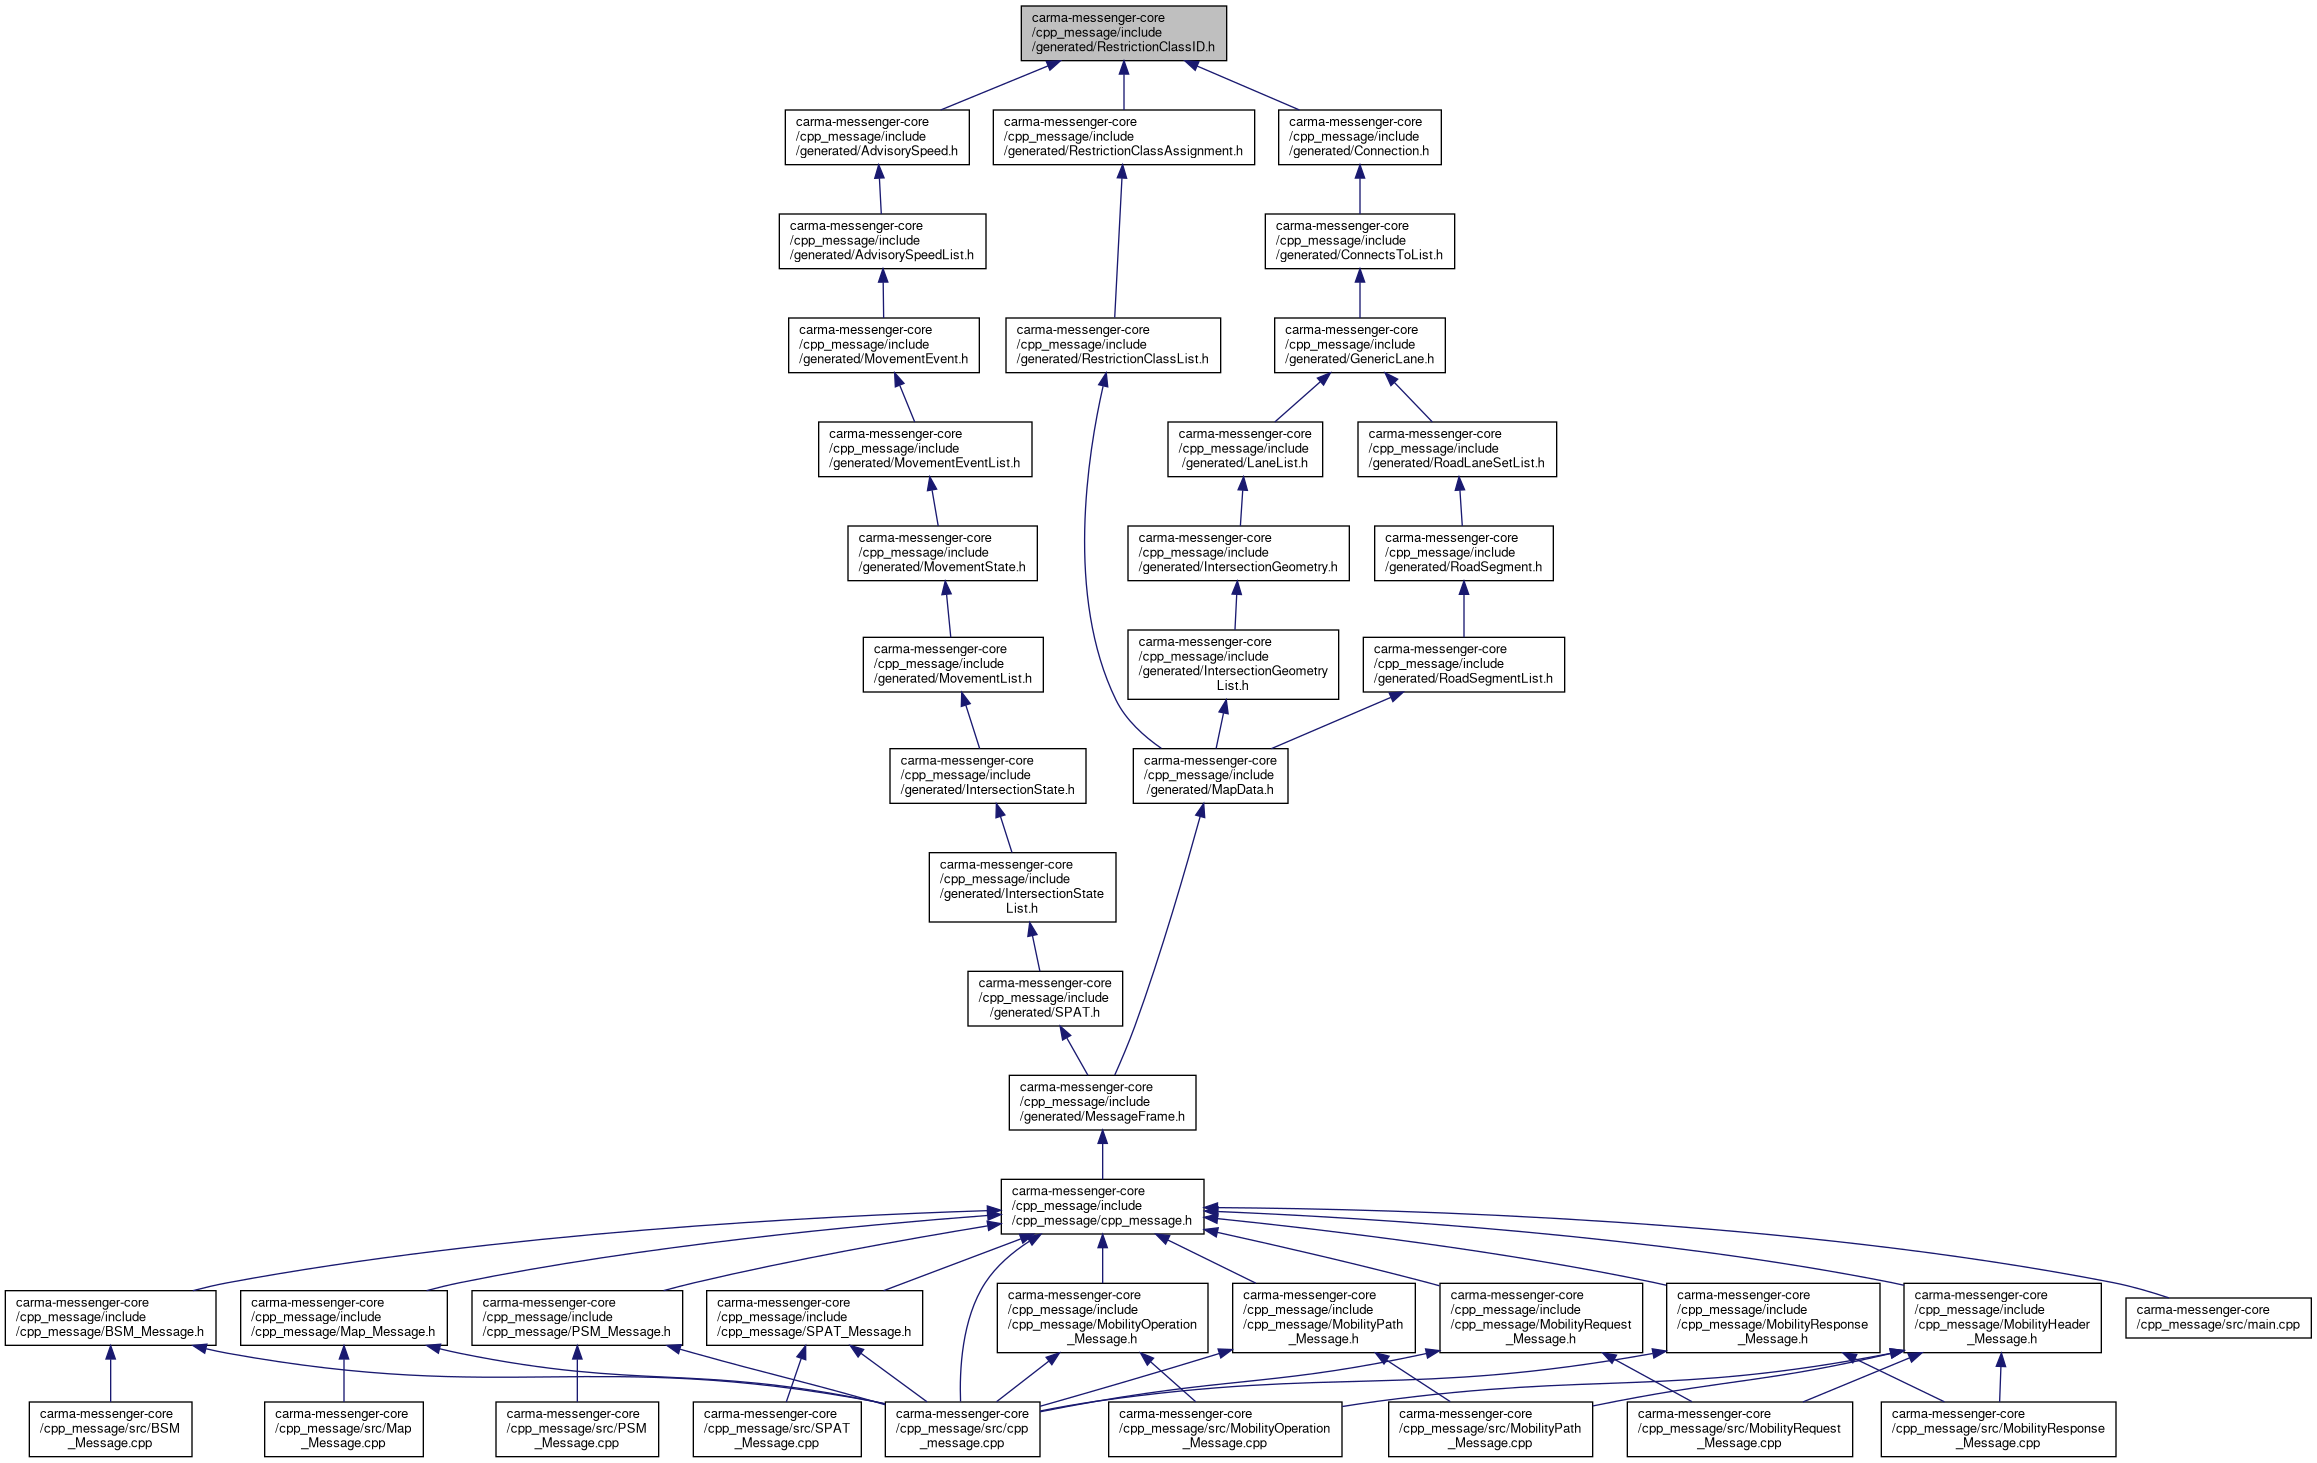 carma-messenger-core
/cpp_message/include
/generated/RestrictionClassID.h
carma-messenger-core
/cpp_message/include
/generated/AdvisorySpeed.h
carma-messenger-core
/cpp_message/include
/generated/RestrictionClassAssignment.h
carma-messenger-core
/cpp_message/include
/generated/Connection.h
carma-messenger-core
/cpp_message/include
/generated/AdvisorySpeedList.h
carma-messenger-core
/cpp_message/include
/generated/ConnectsToList.h
carma-messenger-core
/cpp_message/include
/generated/MovementEvent.h
carma-messenger-core
/cpp_message/include
/generated/RestrictionClassList.h
carma-messenger-core
/cpp_message/include
/generated/GenericLane.h
carma-messenger-core
/cpp_message/include
/generated/MovementEventList.h
carma-messenger-core
/cpp_message/include
/generated/LaneList.h
carma-messenger-core
/cpp_message/include
/generated/RoadLaneSetList.h
carma-messenger-core
/cpp_message/include
/generated/MovementState.h
carma-messenger-core
/cpp_message/include
/generated/IntersectionGeometry.h
carma-messenger-core
/cpp_message/include
/generated/RoadSegment.h
carma-messenger-core
/cpp_message/include
/generated/MovementList.h
carma-messenger-core
/cpp_message/include
/generated/IntersectionGeometry
List.h
carma-messenger-core
/cpp_message/include
/generated/RoadSegmentList.h
carma-messenger-core
/cpp_message/include
/generated/IntersectionState.h
carma-messenger-core
/cpp_message/include
/generated/MapData.h
carma-messenger-core
/cpp_message/include
/generated/IntersectionState
List.h
carma-messenger-core
/cpp_message/include
/generated/SPAT.h
carma-messenger-core
/cpp_message/include
/generated/MessageFrame.h
carma-messenger-core
/cpp_message/include
/cpp_message/cpp_message.h
carma-messenger-core
/cpp_message/include
/cpp_message/BSM_Message.h
carma-messenger-core
/cpp_message/include
/cpp_message/Map_Message.h
carma-messenger-core
/cpp_message/include
/cpp_message/PSM_Message.h
carma-messenger-core
/cpp_message/include
/cpp_message/SPAT_Message.h
carma-messenger-core
/cpp_message/include
/cpp_message/MobilityOperation
_Message.h
carma-messenger-core
/cpp_message/include
/cpp_message/MobilityPath
_Message.h
carma-messenger-core
/cpp_message/include
/cpp_message/MobilityRequest
_Message.h
carma-messenger-core
/cpp_message/include
/cpp_message/MobilityResponse
_Message.h
carma-messenger-core
/cpp_message/include
/cpp_message/MobilityHeader
_Message.h
carma-messenger-core
/cpp_message/src/main.cpp
carma-messenger-core
/cpp_message/src/BSM
_Message.cpp
carma-messenger-core
/cpp_message/src/Map
_Message.cpp
carma-messenger-core
/cpp_message/src/PSM
_Message.cpp
carma-messenger-core
/cpp_message/src/SPAT
_Message.cpp
carma-messenger-core
/cpp_message/src/cpp
_message.cpp
carma-messenger-core
/cpp_message/src/MobilityOperation
_Message.cpp
carma-messenger-core
/cpp_message/src/MobilityPath
_Message.cpp
carma-messenger-core
/cpp_message/src/MobilityRequest
_Message.cpp
carma-messenger-core
/cpp_message/src/MobilityResponse
_Message.cpp